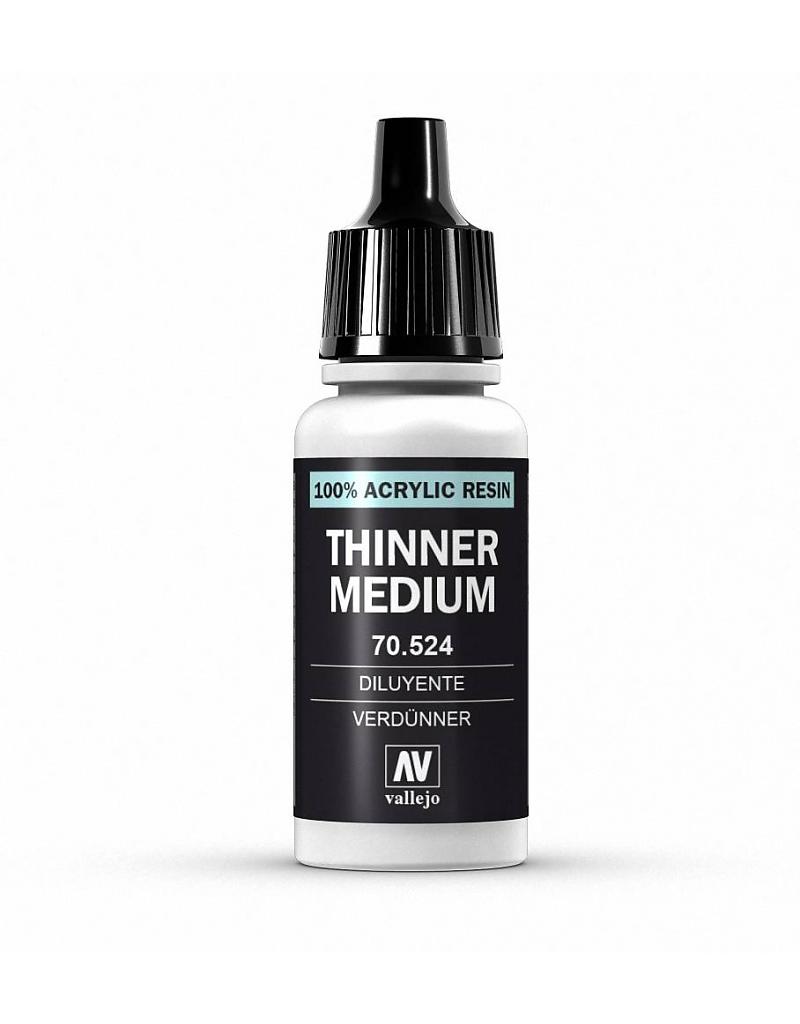 100% ACRYLIC RESIN
THINNER
MEDIUM
70.524
DILUYENTE
VERDÜNNER
AV
vallejo